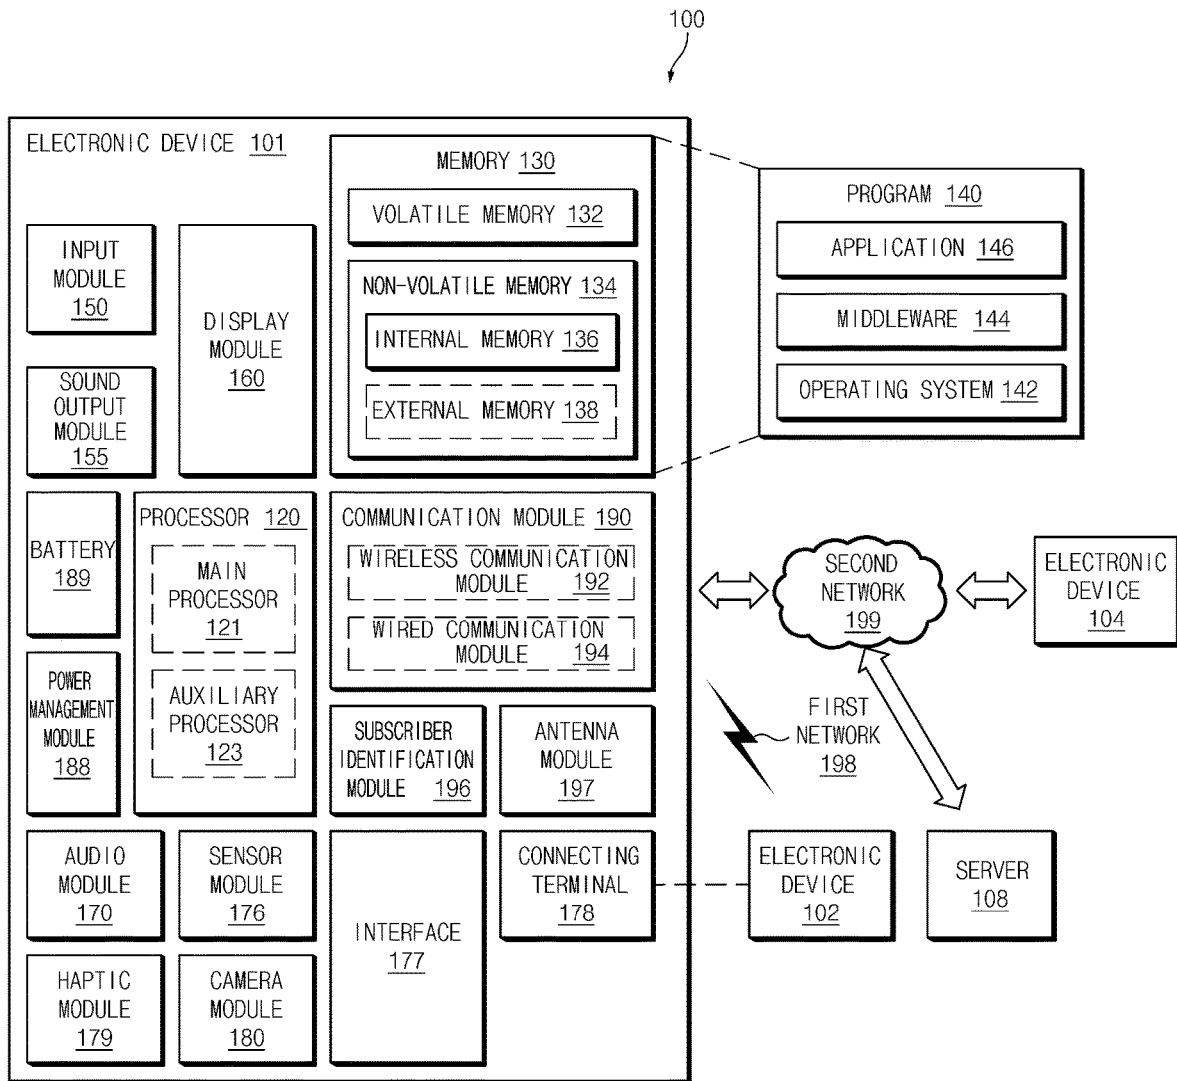 100
ELECTRONIC DEVICE 101
MEMORY 130
VOLATILE MEMORY 132
NON-VOLATILE MEMORY 134
INTERNAL MEMORY 136
EXTERNAL MEMORY 138
PROGRAM 140
APPLICATION 146
MIDDLEWARE 144
OPERATING SYSTEM 142
INPUT
MODULE
150
DISPLAY
MODULE
160
SOUND
OUTPUT
MODULE
155
BATTERY
189
PROCESSOR 120
MAIN
PROCESSOR
121
AUXILIARY
PROCESSOR
123
COMMUNICATION MODULE 190
WIRELESS COMMUNICATION
MODULE 192
WIRED COMMUNICATION
MODULE 194
SECOND
NETWORK
199
ELECTRONIC
DEVICE
104
POWER
MANAGEMENT
MODULE
188
SUBSCRIBER
IDENTIFICATION
MODULE 196
ANTENNA
MODULE
197
FIRST
NETWORK
198
AUDIO
MODULE
170
SENSOR
MODULE
176
INTERFACE
177
CONNECTING
TERMINAL
178
ELECTRONIC
DEVICE
102
SERVER
108
HAPTIC
MODULE
179
CAMERA
MODULE
180